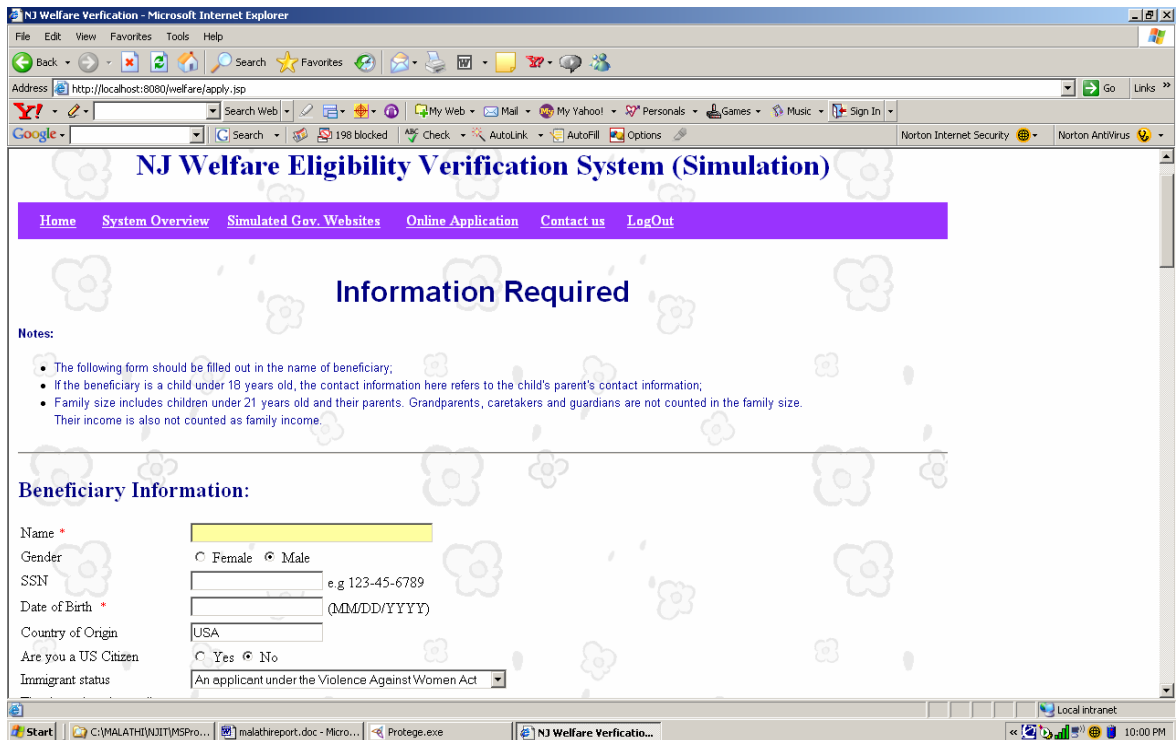 NJ Welfare Verfication - Microsoft Internet Explorer
File Edit View Favorites Tools Help
Back Search Favorites
Address http://localhost:8080/welfare/apply.jsp Go Links »
Y! Search Web My Web Mail My Yahoo! Personals Games Music Sign In
Google Search 198 blocked Check AutoLink AutoFill Options Norton Internet Security Norton AntiVirus
NJ Welfare Eligibility Verification System (Simulation)
Home System Overview Simulated Gov. Websites Online Application Contact us LogOut
Information Required
Notes:
• The following form should be filled out in the name of beneficiary;
• If the beneficiary is a child under 18 years old, the contact information here refers to the child's parent's contact information;
• Family size includes children under 21 years old and their parents. Grandparents, caretakers and guardians are not counted in the family size.
Their income is also not counted as family income.
Beneficiary Information:
Name *
Gender Female Male
SSN e.g 123-45-6789
Date of Birth * (MM/DD/YYYY)
Country of Origin USA
Are you a US Citizen Yes No
Immigrant status An applicant under the Violence Against Women Act
Local intranet
Start C:\MALATHI\NJIT\MSPro... malathireport.doc - Micro... Protege.exe NJ Welfare Verficatio... « 10:00 PM